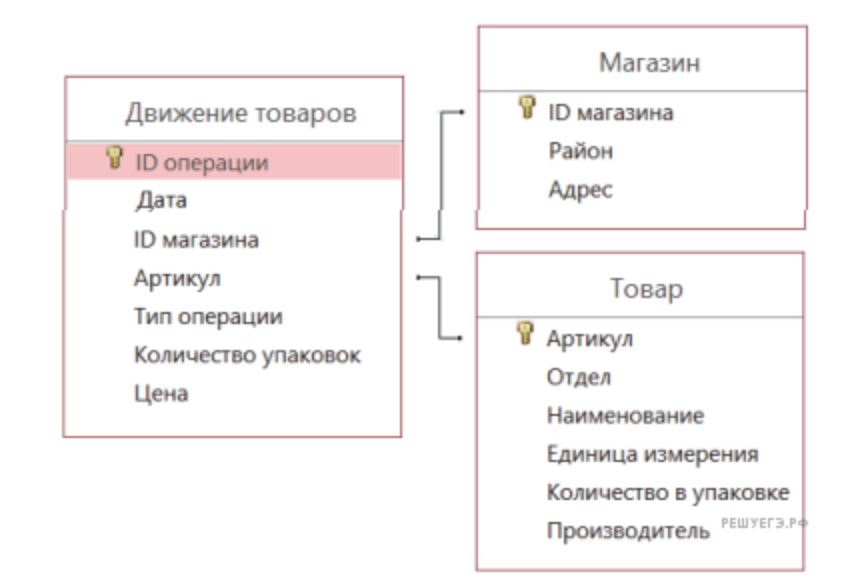 Движение товаров
ID операции
Дата
ID магазина
Артикул
Тип операции
Количество упаковок
Цена
Магазин
ID магазина
Район
Адрес
Товар
Артикул
Отдел
Наименование
Единица измерения
Количество в упаковке
Производитель
РЕШУЕГЭ.РФ